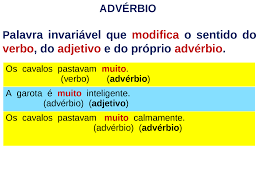 ADVÉRBIO
Palavra invariável que modifica o sentido do
verbo, do adjetivo e do próprio advérbio.
Os cavalos pastavam muito.
(verbo) (advérbio)
A garota é muito inteligente.
(advérbio) (adjetivo)
Os cavalos pastavam muito calmamente.
(advérbio) (advérbio)